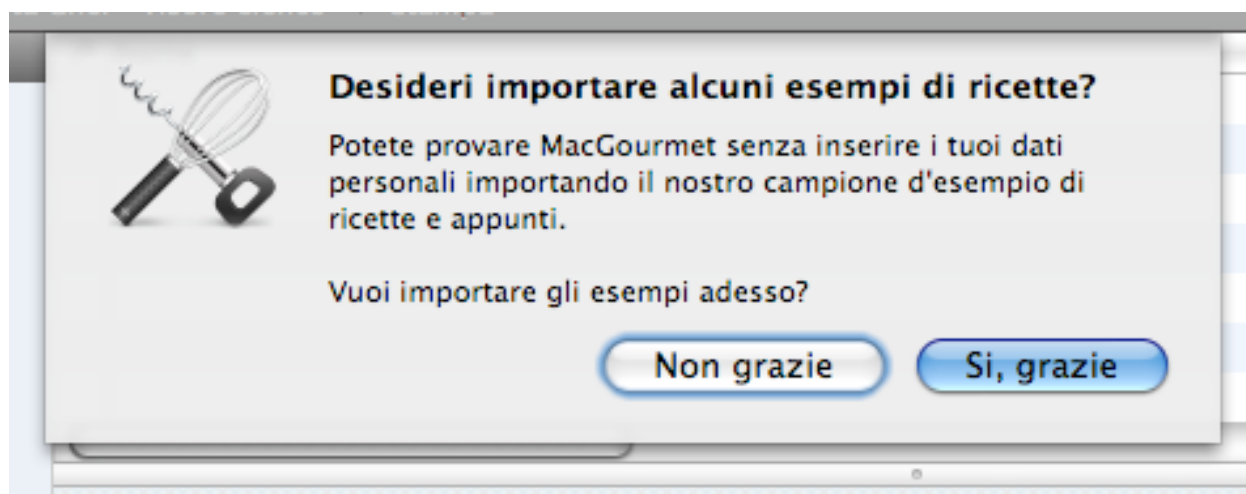 Desideri importare alcuni esempi di ricette?
Potete provare MacGourmet senza inserire i tuoi dati
personali importando il nostro campione d'esempio di
ricette e appunti.
Vuoi importare gli esempi adesso?
Non grazie
Si, grazie